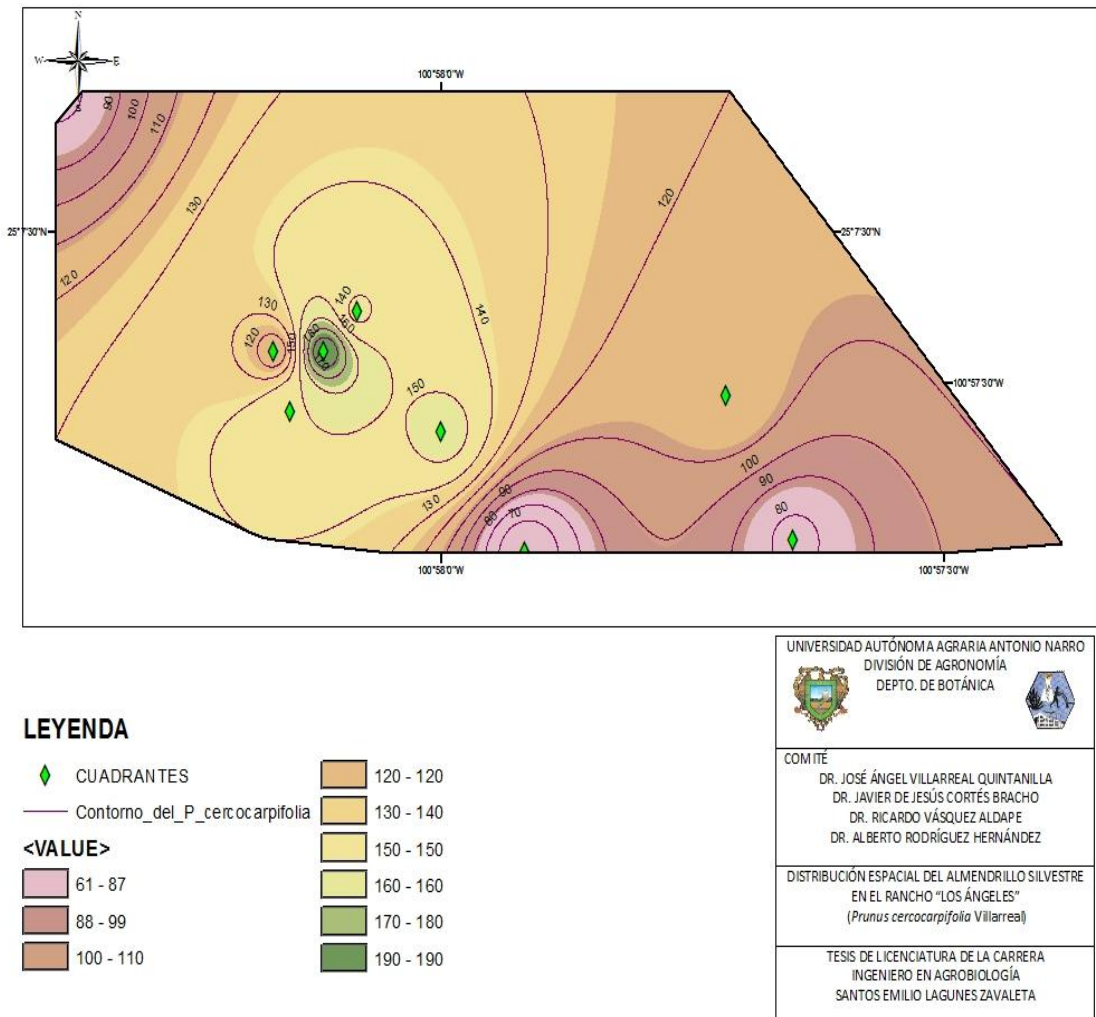 N
W
E
S
100°58'0"W
90
100
110
130
120
120
25°7'30"N
25°7'30"N
140
130
160
140
120
150
180
170
150
100°57'30"W
100
90
90
130
80
70
80
100°58'0"W
100°57'30"W
LEYENDA
CUADRANTES
Contorno_del_P_cercocarpifolia
<VALUE>
61 - 87
88 - 99
100 - 110
120 - 120
130 - 140
150 - 150
160 - 160
170 - 180
190 - 190
UNIVERSIDAD AUTÓNOMA AGRARIA ANTONIO NARRO
DIVISIÓN DE AGRONOMÍA
DEPTO. DE BOTÁNICA
COMITÉ
DR. JOSÉ ÁNGEL VILLARREAL QUINTANILLA
DR. JAVIER DE JESÚS CORTÉS BRACHO
DR. RICARDO VÁSQUEZ ALDAPE
DR. ALBERTO RODRÍGUEZ HERNÁNDEZ
DISTRIBUCIÓN ESPACIAL DEL ALMENDRILLO SILVESTRE
EN EL RANCHO "LOS ÁNGELES"
(Prunus cercocarpifolia Villarreal)
TESIS DE LICENCIATURA DE LA CARRERA
INGENIERO EN AGROBIOLOGÍA
SANTOS EMILIO LAGUNES ZAVALETA